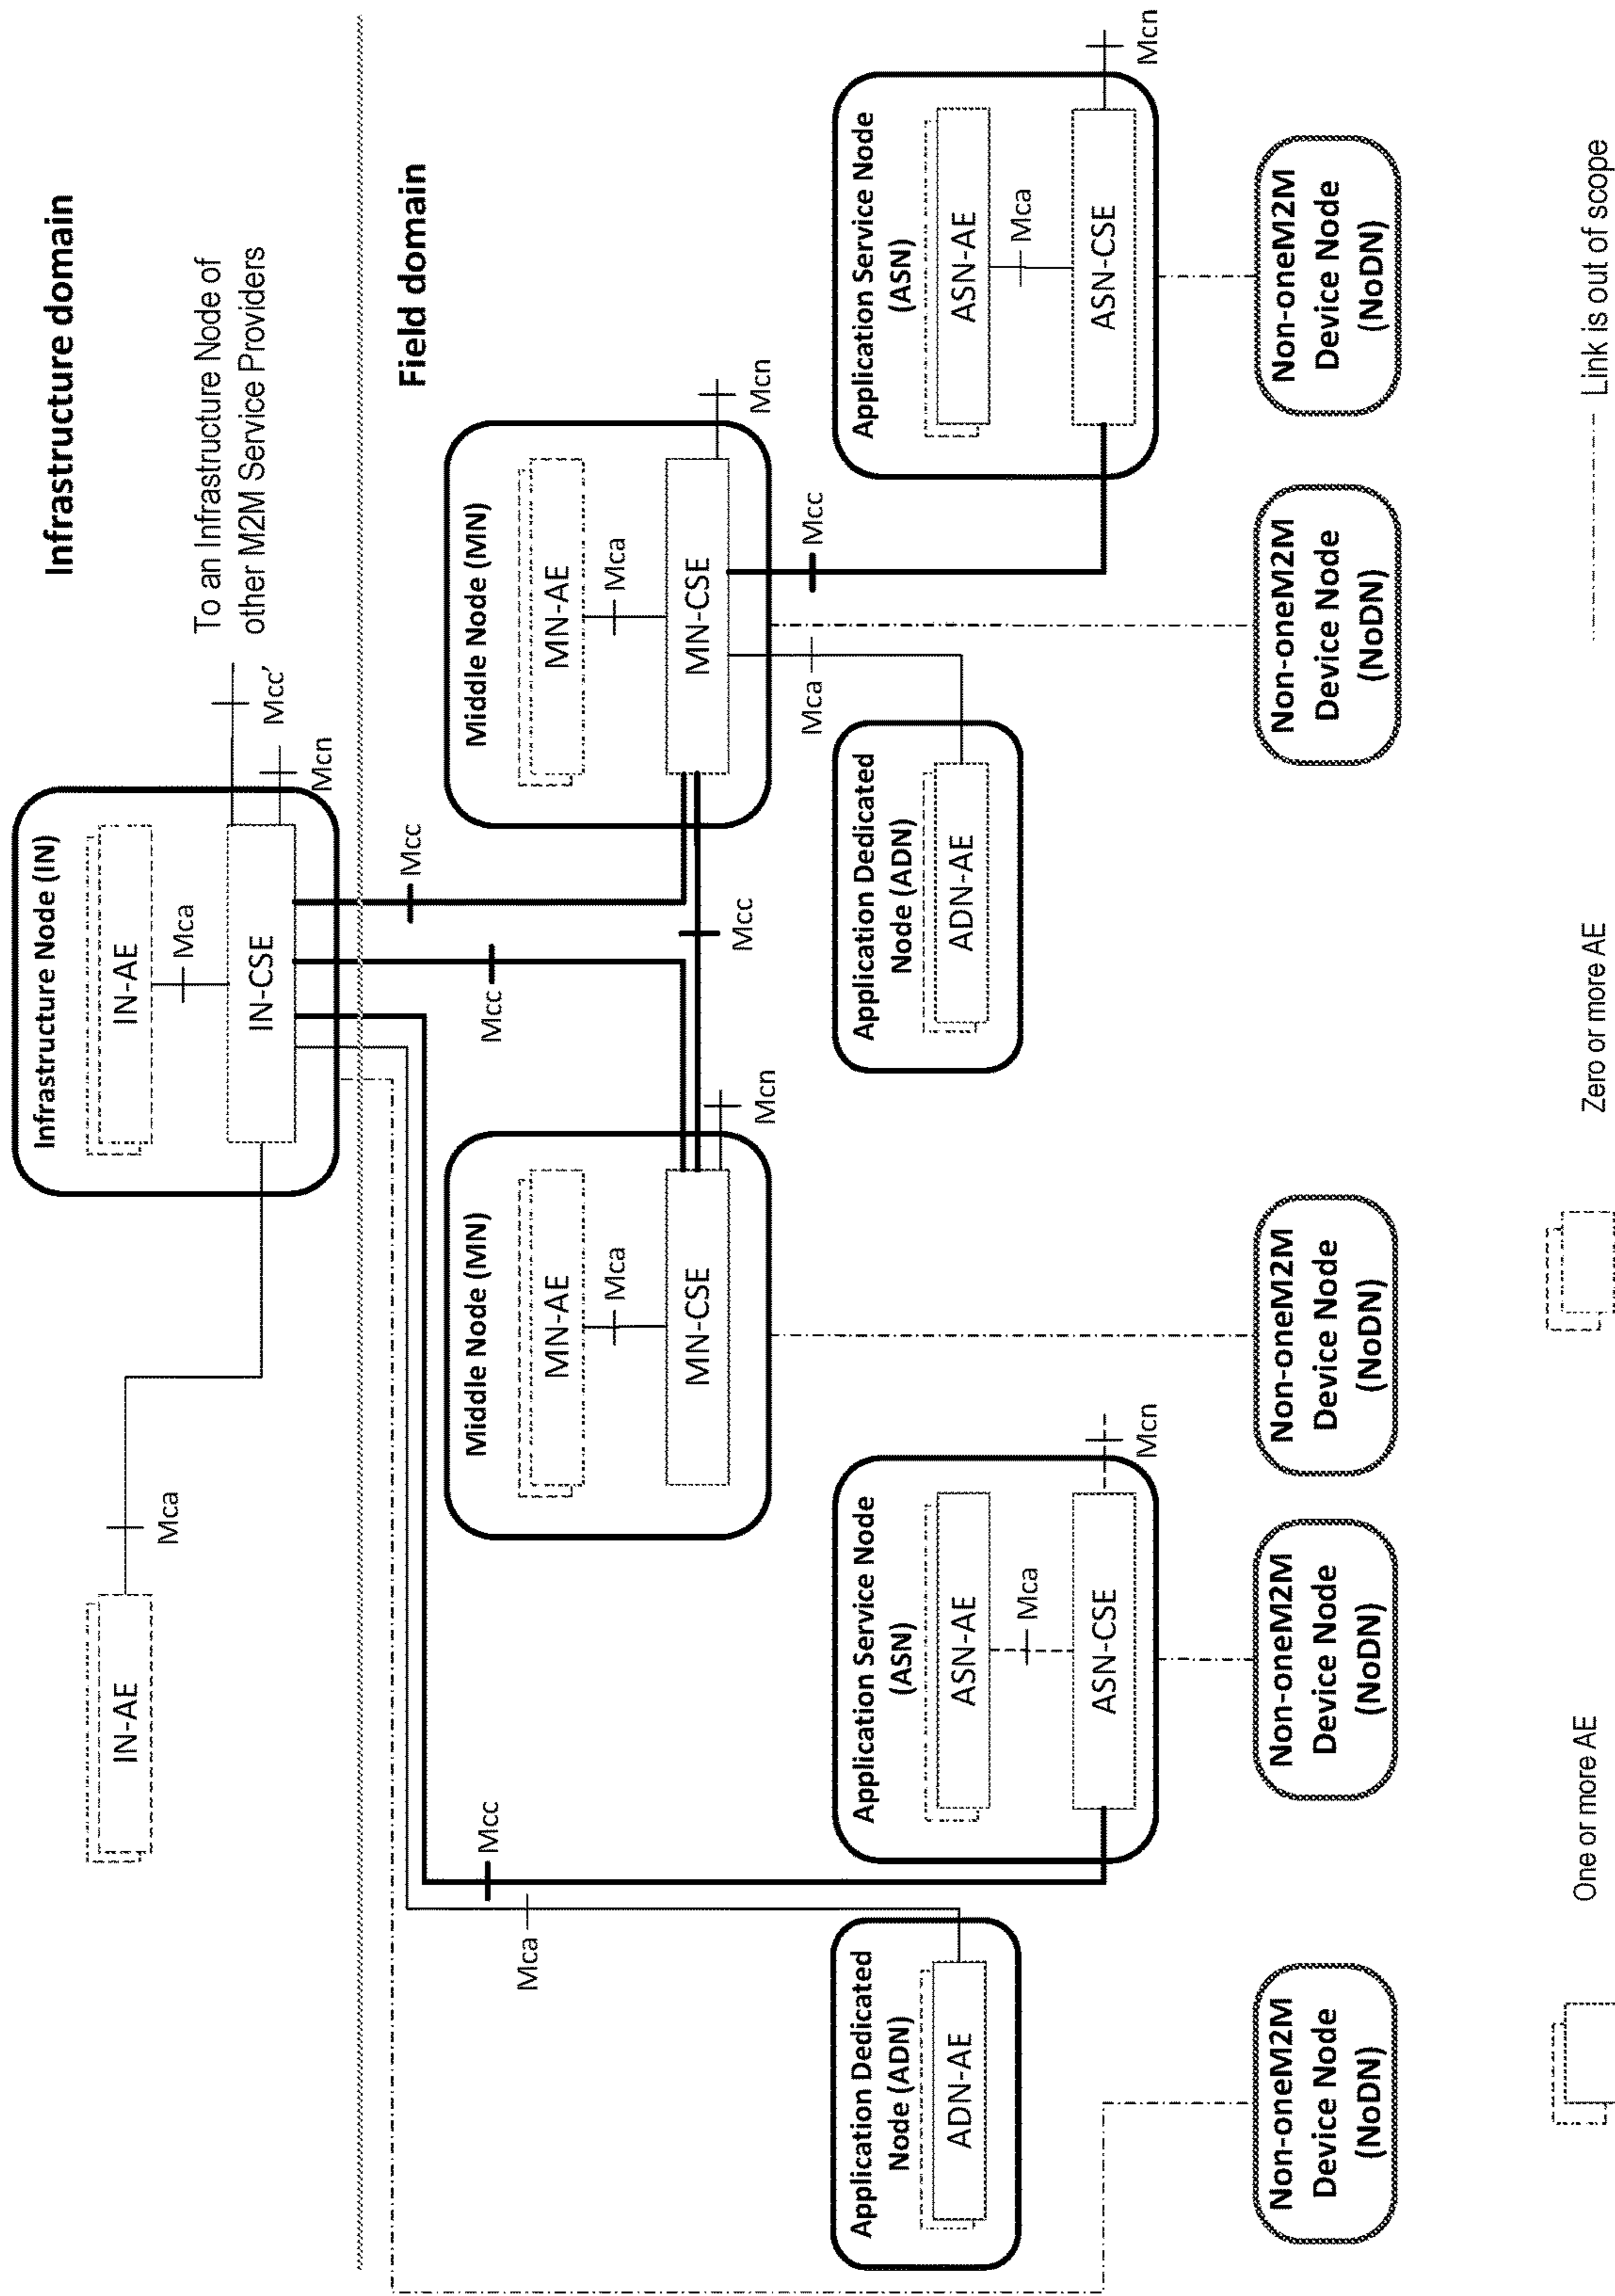 Infrastructure domain
Infrastructure Node (IN)
IN-AE
Mca
IN-AE
Mca
IN-CSE
To an Infrastructure Node of
other M2M Service Providers
Mcc'
Mcn
Field domain
Mcc
Mca
Mcc
Mcc
Mcc
Middle Node (MN)
MN-AE
Mca
MN-CSE
Mcn
Middle Node (MN)
MN-AE
Mca
MN-CSE
Mcn
Mca
Mcc
Application Dedicated
Node (ADN)
ADN-AE
Application Service Node
(ASN)
ASN-AE
Mca
ASN-CSE
Mcn
Application Dedicated
Node (ADN)
ADN-AE
Application Service Node
(ASN)
ASN-AE
Mca
ASN-CSE
Mcn
Non-oneM2M
Device Node
(NoDN)
Non-oneM2M
Device Node
(NoDN)
Non-oneM2M
Device Node
(NoDN)
Non-oneM2M
Device Node
(NoDN)
Non-oneM2M
Device Node
(NoDN)
One or more AE
Zero or more AE
Link is out of scope